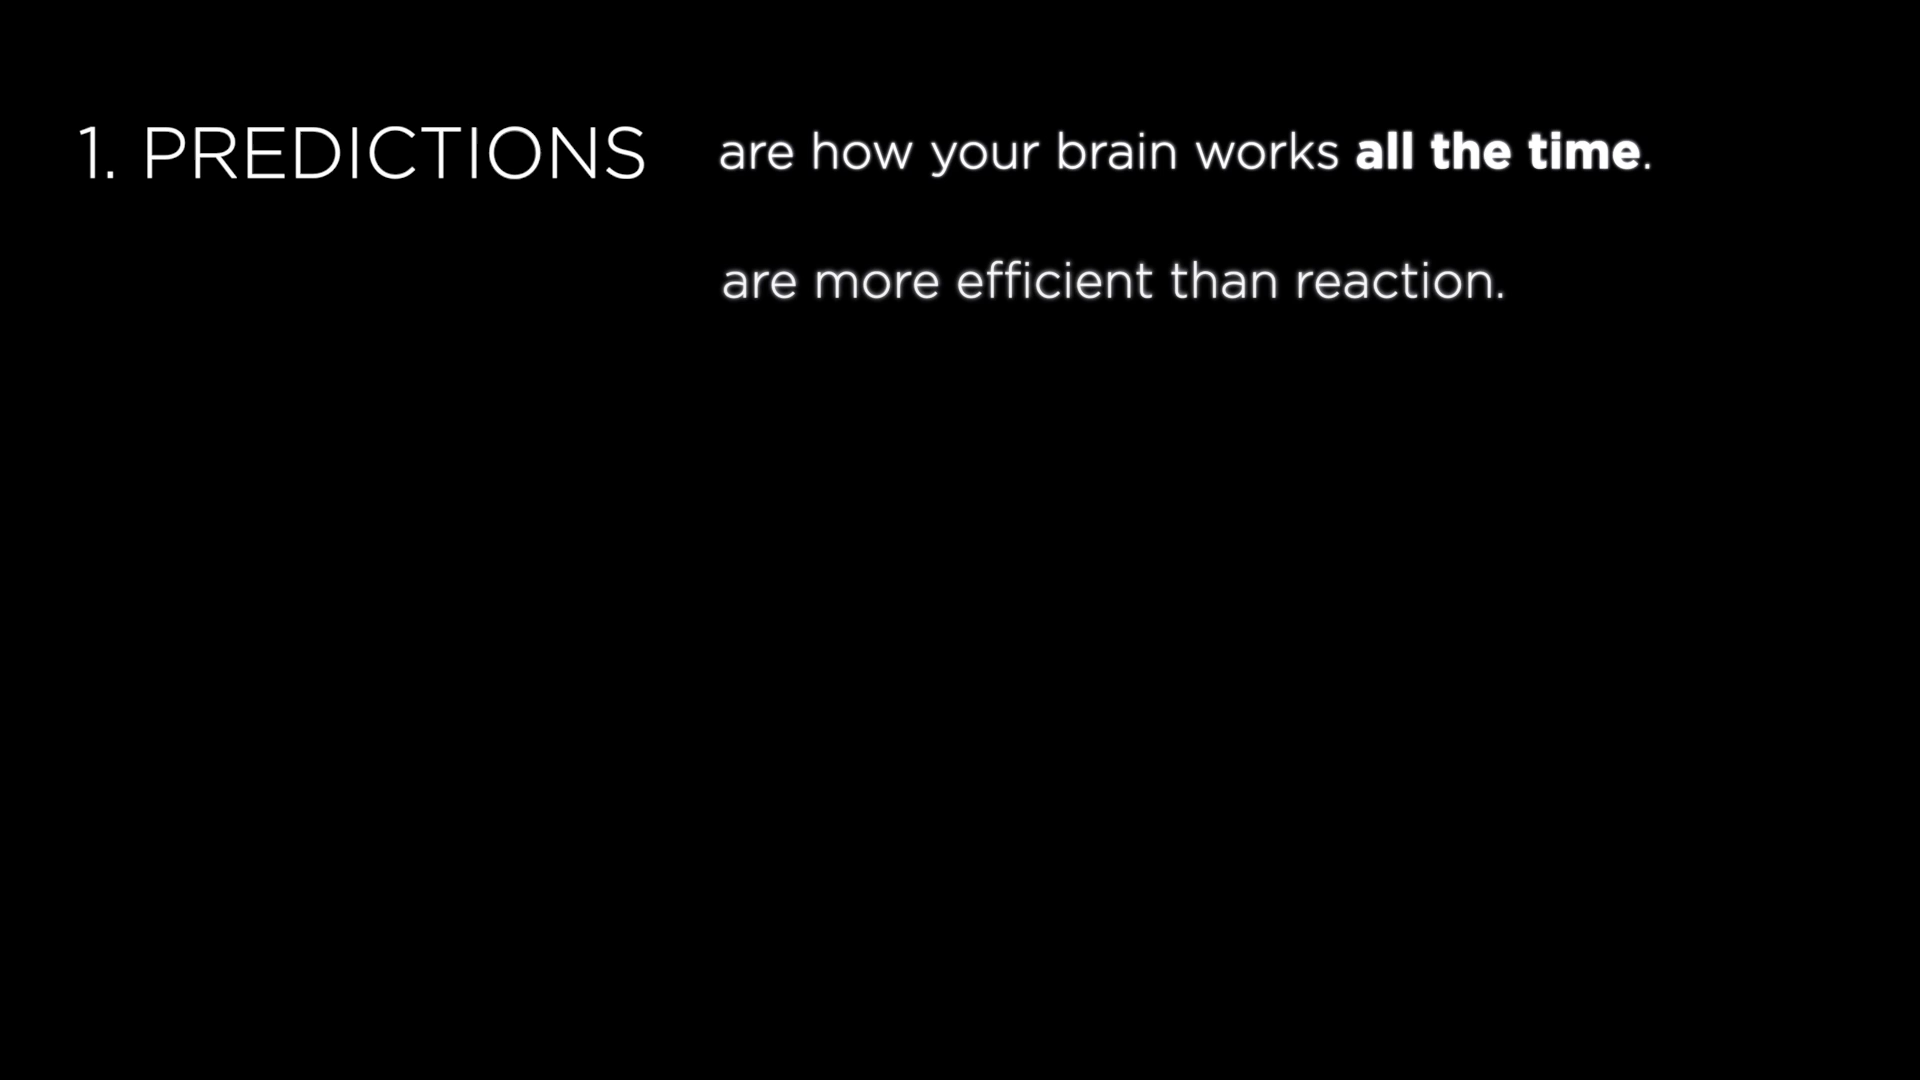 1. PREDICTIONS are how your brain works all the time.
are more efficient than reaction.